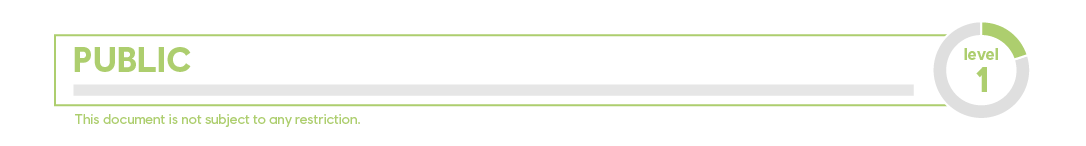 PUBLIC
level
1
This document is not subject to any restriction.